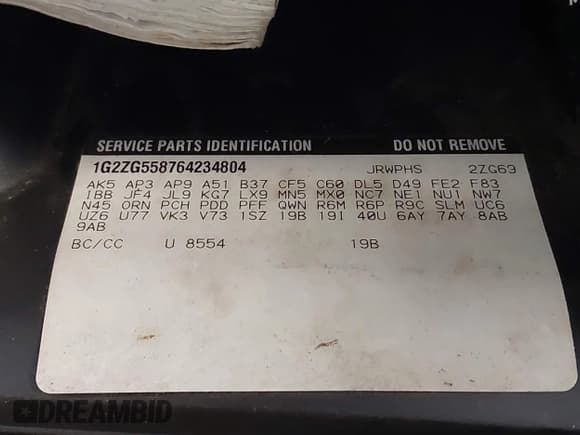 SERVICE PARTS IDENTIFICATION DO NOT REMOVE
1G2ZG558764234804 JRWPHS 2ZG69
AK5 AP3 AP9 A51 B37 CF5 C60 DL5 D49 FE2 F83
IBB JF4 JL9 KG7 LX9 MN5 MX0 NC7 NE1 NU1 NW7
N45 ORN PCH PDD PFF QWN R6M R6P R9C SLM UC6
UZ6 U77 VK3 V73 1SZ 19B 19I 40U 6AY 7AY 8AB
9AB
BC/CC U 8554 19B
DREAMBID